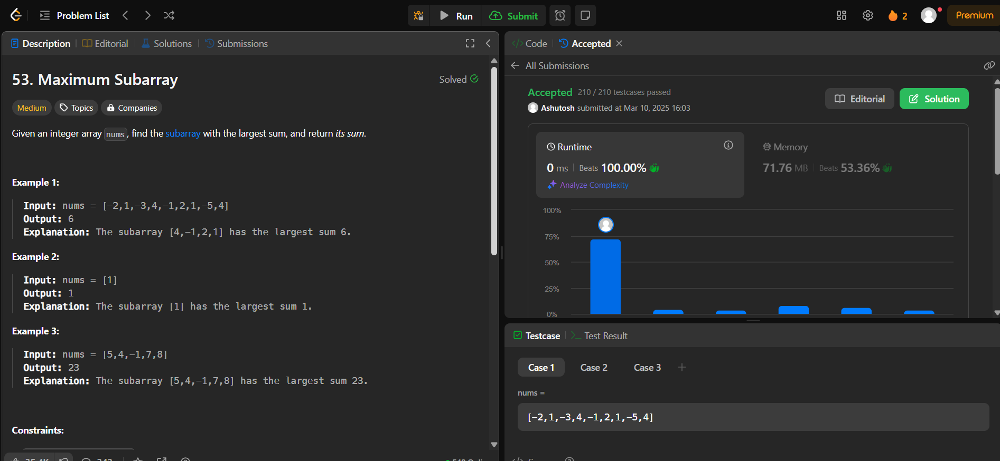 Problem List
Run
Submit
2
Premium
Description
Editorial
Solutions
Submissions
53. Maximum Subarray
Solved
Medium
Topics
Companies
Given an integer array nums, find the subarray with the largest sum, and return its sum.
Example 1:
Input: nums = [-2,1,-3,4,-1,2,1,-5,4]
Output: 6
Explanation: The subarray [4,-1,2,1] has the largest sum 6.
Example 2:
Input: nums = [1]
Output: 1
Explanation: The subarray [1] has the largest sum 1.
Example 3:
Input: nums = [5,4,-1,7,8]
Output: 23
Explanation: The subarray [5,4,-1,7,8] has the largest sum 23.
Constraints:
Code
Accepted
All Submissions
Accepted 210 / 210 testcases passed
Ashutosh submitted at Mar 10, 2025 16:03
Editorial
Solution
Runtime
0 ms Beats 100.00%
Analyze Complexity
Memory
71.76 MB Beats 53.36%
100%
75%
50%
25%
0%
Testcase
Test Result
Case 1
Case 2
Case 3
nums =
[-2,1,-3,4,-1,2,1,-5,4]